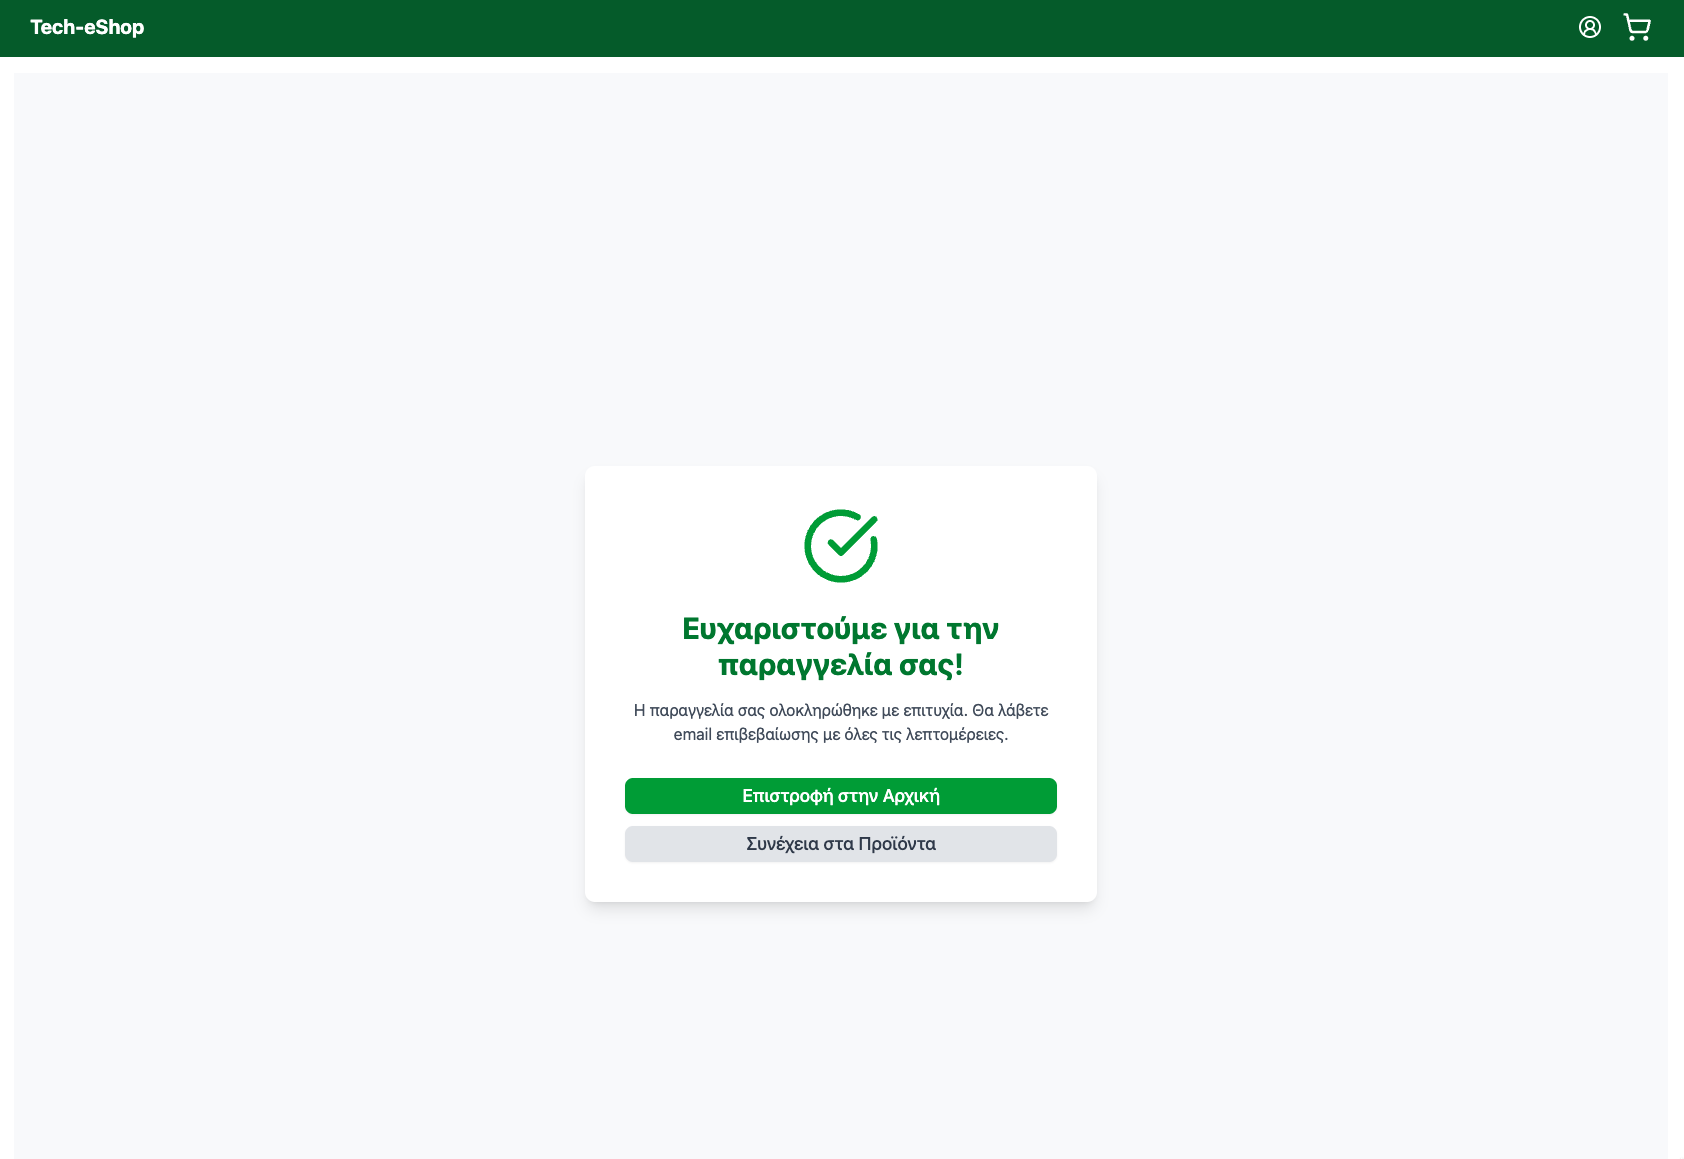 Tech-eShop
Ευχαριστούμε για την
παραγγελία σας!
Η παραγγελία σας ολοκληρώθηκε με επιτυχία. Θα λάβετε
email επιβεβαίωσης με όλες τις λεπτομέρειες.
Επιστροφή στην Αρχική
Συνέχεια στα Προϊόντα